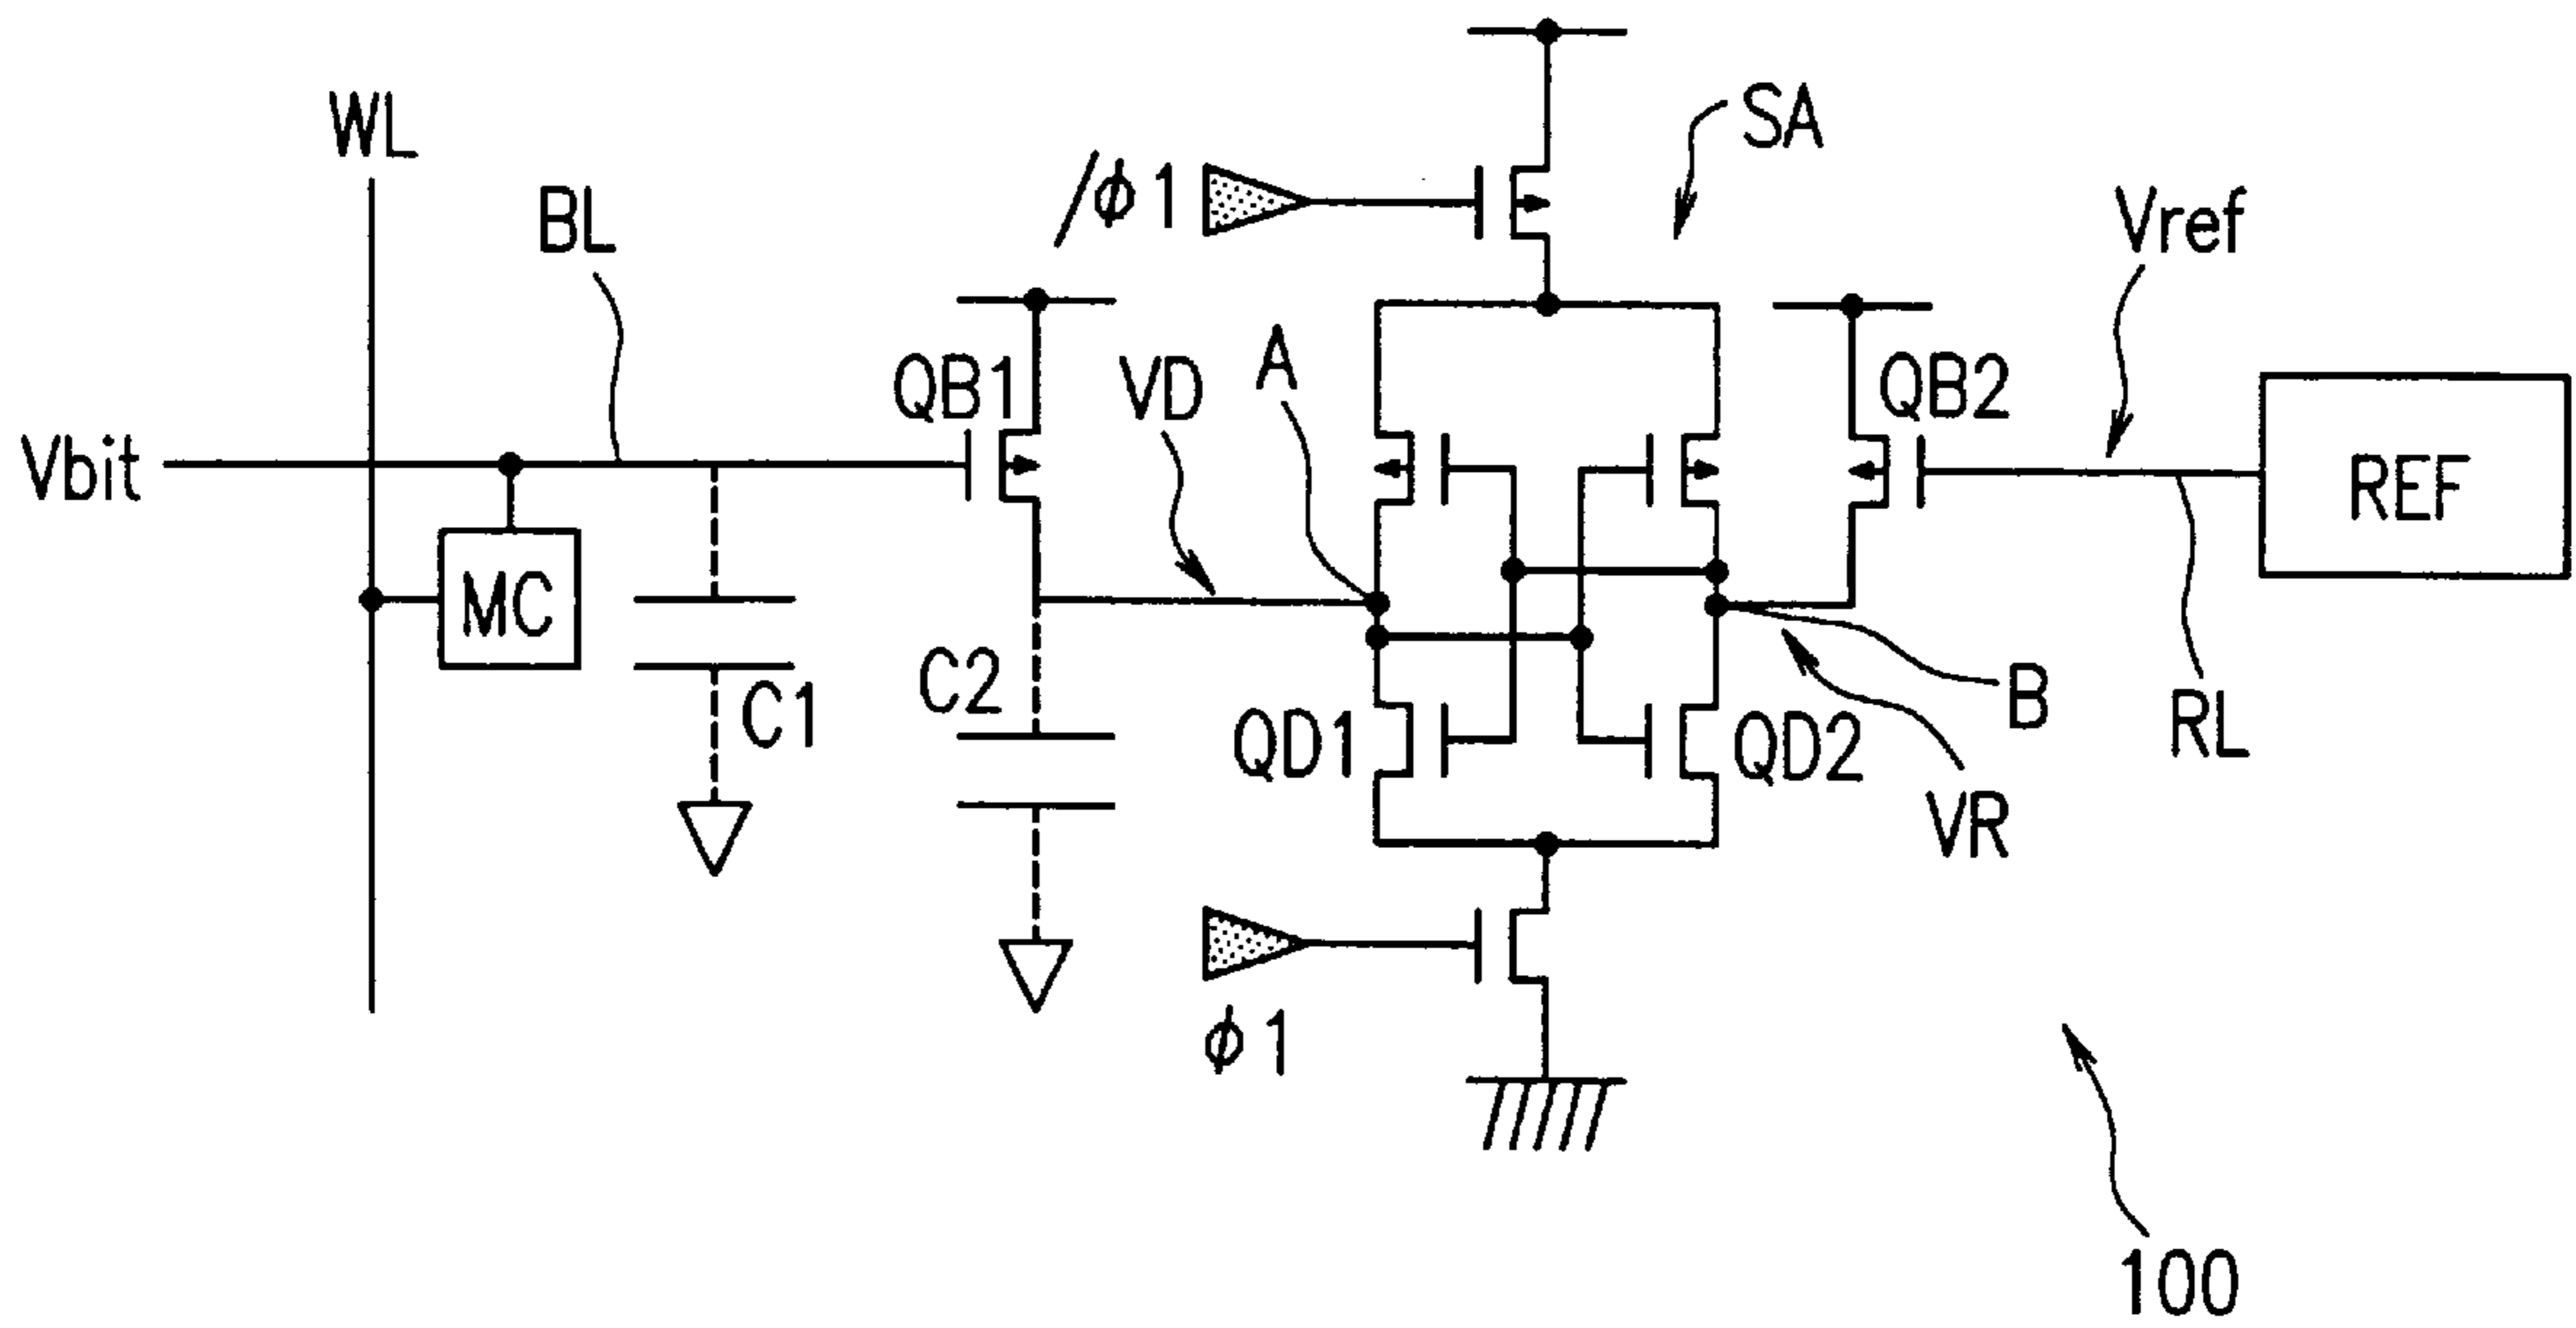 WL
BL
Vbit
MC
C1
/ϕ1
QB1
VD
A
C2
SA
QD1
QD2
ϕ1
QB2
Vref
REF
B
VR
RL
100